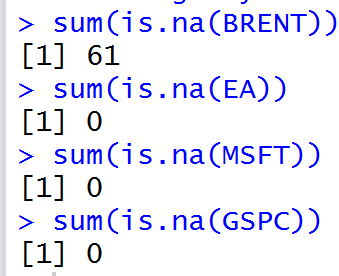 > sum(is.na(BRENT))
[1] 61
> sum(is.na(EA))
[1] 0
> sum(is.na(MSFT))
[1] 0
> sum(is.na(GSPC))
[1] 0